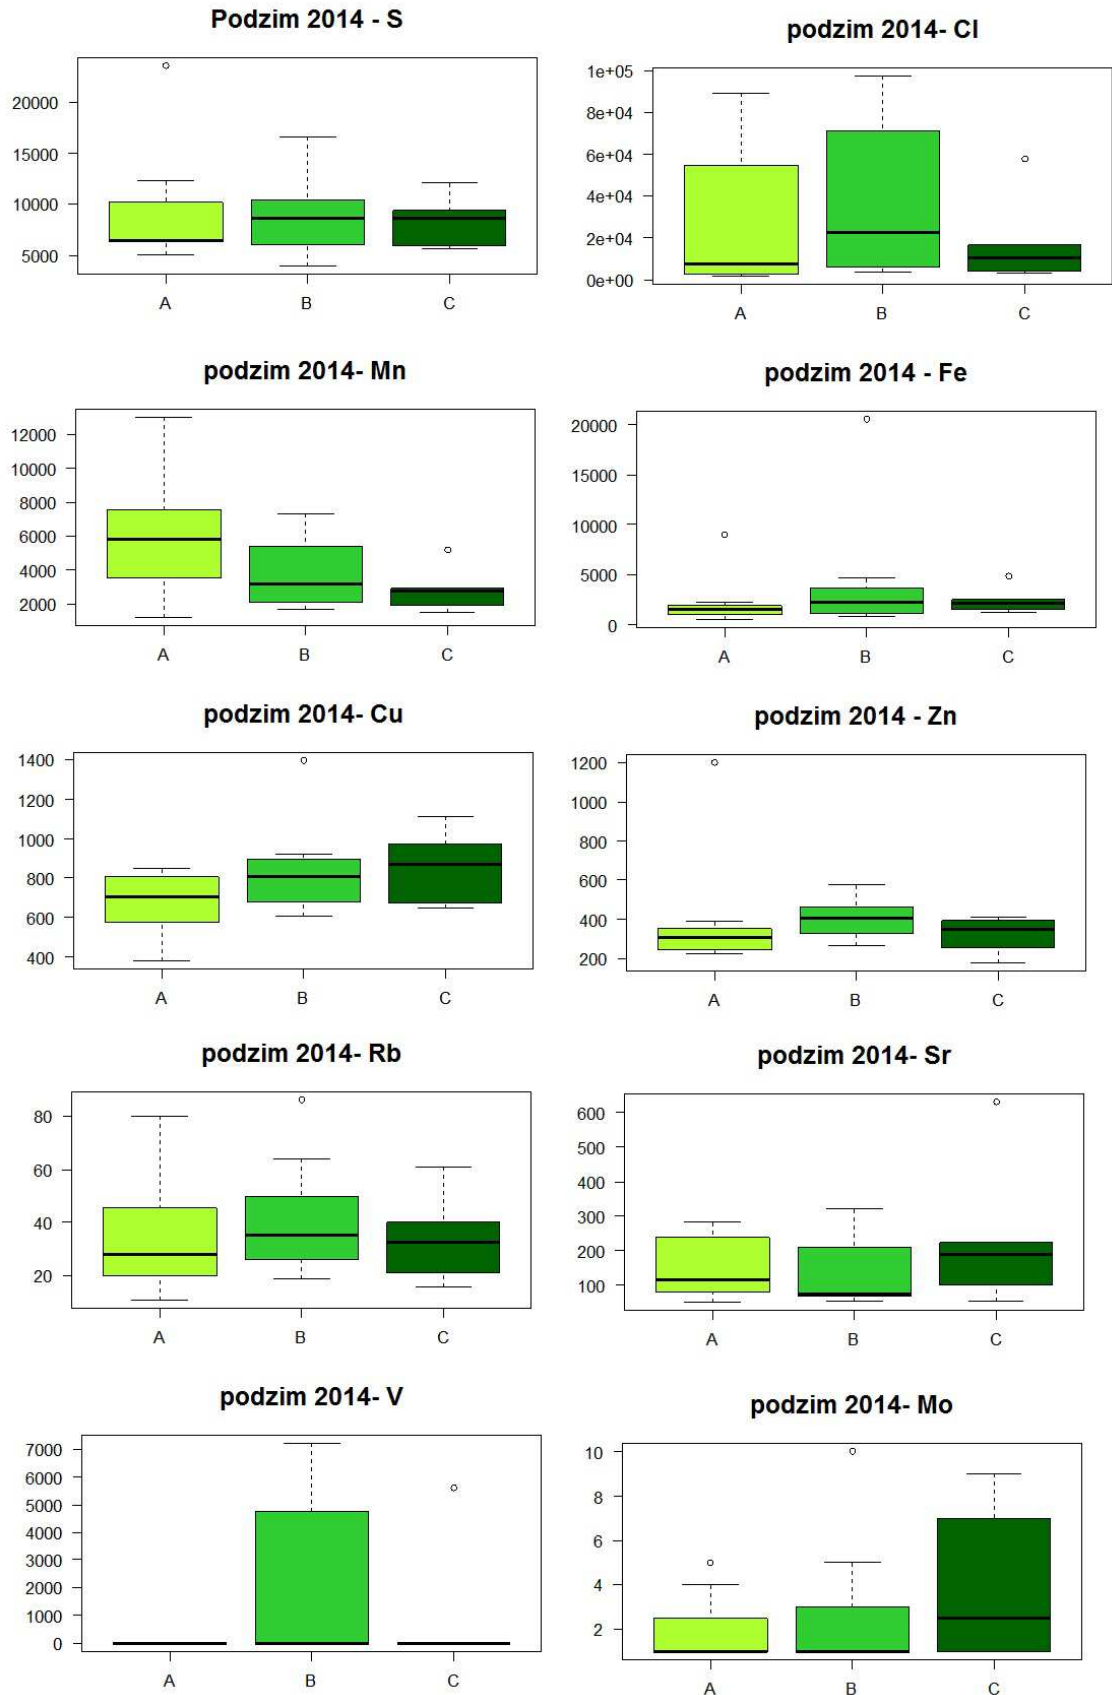 Podzim 2014 - S
20000
15000
10000
5000
A B C
podzim 2014- Cl
1e+05
8e+04
6e+04
4e+04
2e+04
0e+00
A B C
podzim 2014- Mn
12000
10000
8000
6000
4000
2000
A B C
podzim 2014 - Fe
20000
15000
10000
5000
0
A B C
podzim 2014- Cu
1400
1200
1000
800
600
400
A B C
podzim 2014 - Zn
1200
1000
800
600
400
200
A B C
podzim 2014- Rb
80
60
40
20
A B C
podzim 2014- Sr
600
500
400
300
200
100
A B C
podzim 2014- V
7000
6000
5000
4000
3000
2000
1000
0
A B C
podzim 2014- Mo
10
8
6
4
2
A B C